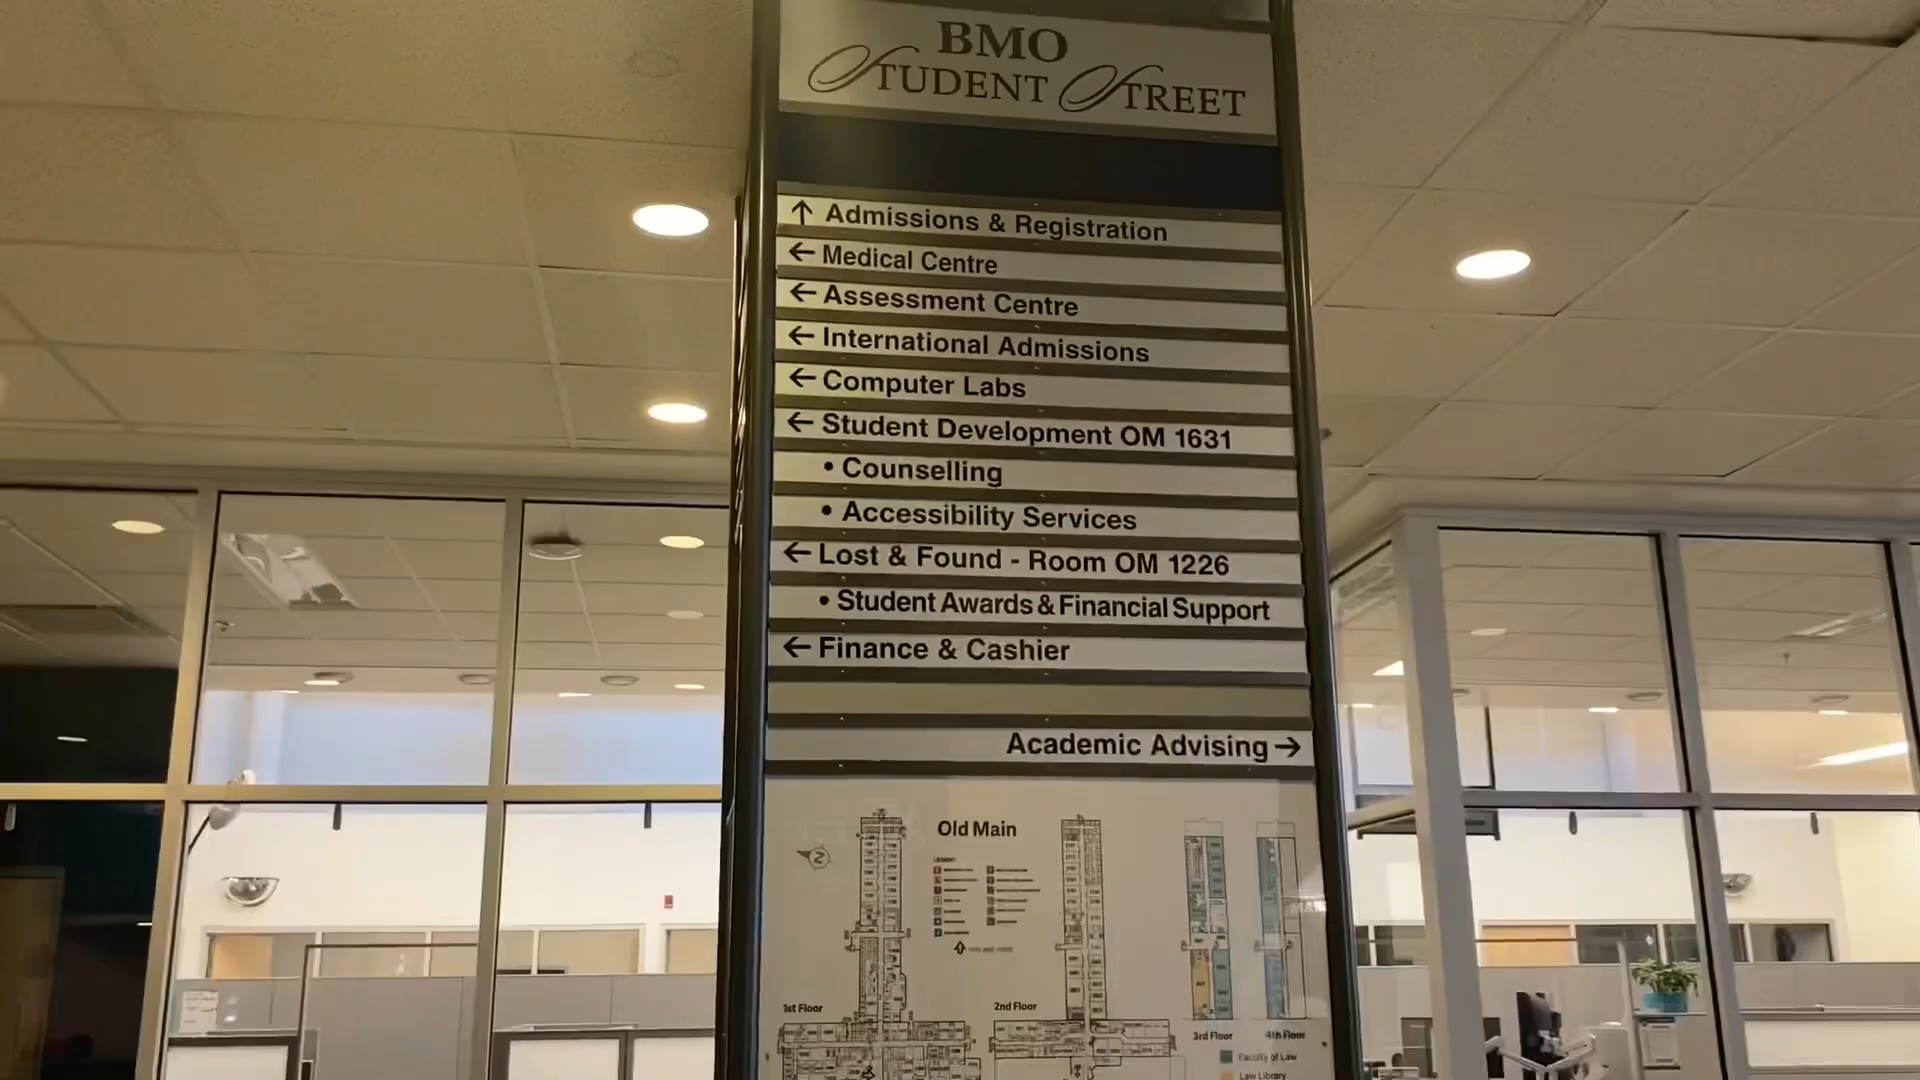 BMO
STUDENT STREET
↑ Admissions & Registration
← Medical Centre
← Assessment Centre
← International Admissions
← Computer Labs
← Student Development OM 1631
• Counselling
• Accessibility Services
← Lost & Found - Room OM 1226
• Student Awards & Financial Support
← Finance & Cashier
Academic Advising →
Old Main
1st Floor
2nd Floor
3rd Floor
4th Floor
Faculty of Law
Law Library